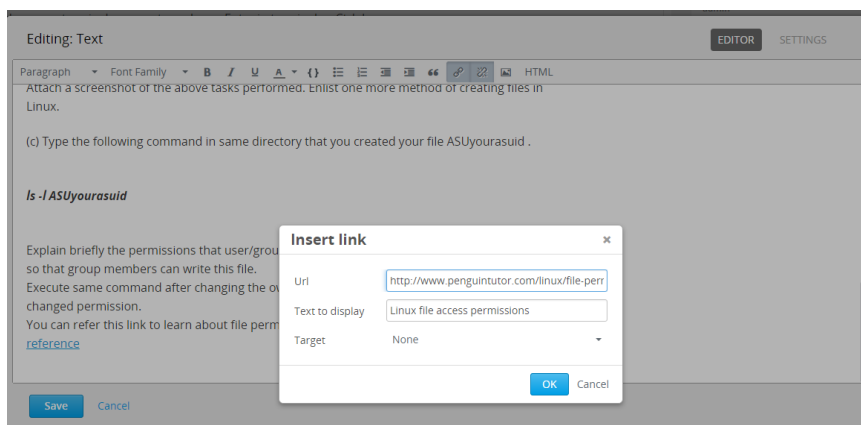 Editing: Text
EDITOR SETTINGS
Paragraph Font Family B I U A {} HTML
Attach a screenshot of the above tasks performed. Enlist one more method of creating files in
Linux.
(c) Type the following command in same directory that you created your file ASUyourasuid .
ls -l ASUyourasuid
Explain briefly the permissions that user/grou
so that group members can write this file.
Execute same command after changing the ow
changed permission.
You can refer this link to learn about file perm
reference
Insert link ×
Url http://www.penguintutor.com/linux/file-perr
Text to display Linux file access permissions
Target None
OK Cancel
Save Cancel